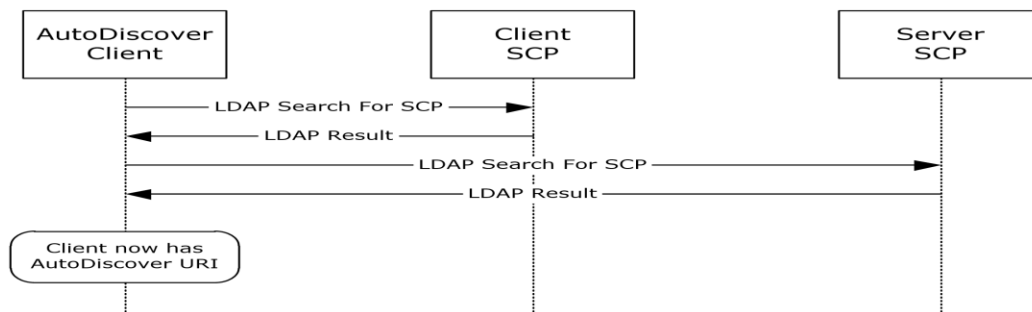 AutoDiscover
Client
Client
SCP
Server
SCP
LDAP Search For SCP
LDAP Result
LDAP Search For SCP
LDAP Result
Client now has
AutoDiscover URI